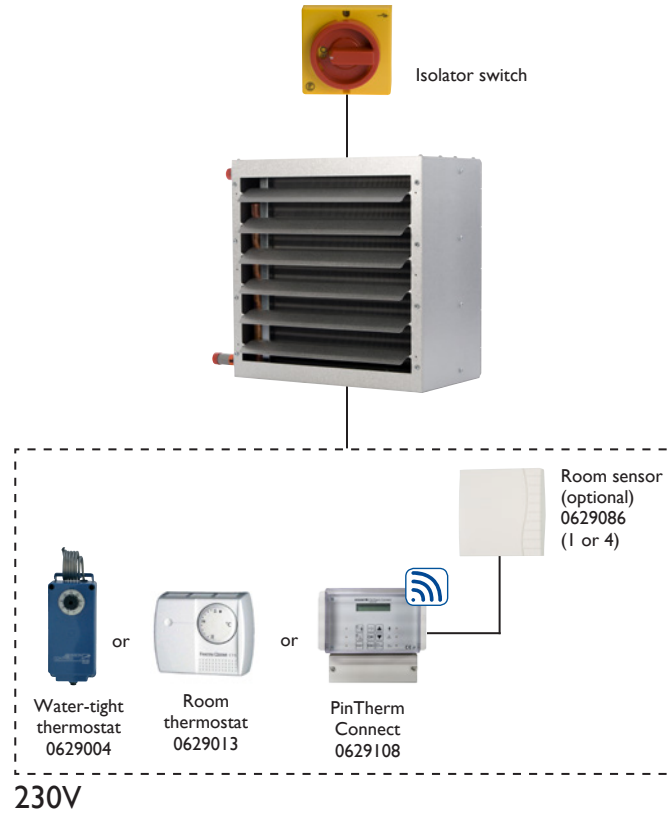 Isolator switch
Room sensor
(optional)
0629086
(1 or 4)
or
or
Water-tight
thermostat
0629004
Room
thermostat
0629013
PinTherm
Connect
0629108
230V